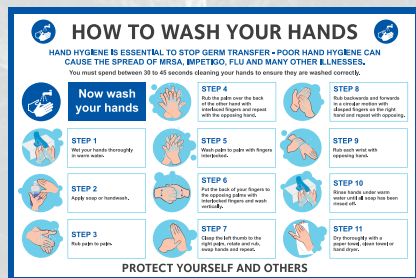 HOW TO WASH YOUR HANDS
HAND HYGIENE IS ESSENTIAL TO STOP GERM TRANSFER - POOR HAND HYGIENE CAN
CAUSE THE SPREAD OF MRSA, IMPETIGO, FLU AND MANY OTHER ILLNESSES.
You must spend between 30 to 45 seconds cleaning your hands to ensure they are washed correctly.
Now wash
your hands
STEP 1
Wet your hands thoroughly
in warm water.
STEP 2
Apply soap or handwash.
STEP 3
Rub palm to palm.
STEP 4
Rub the palm over the back
of the other hand with
interlaced fingers and repeat
with the opposing hand.
STEP 5
Wash palm to palm with fingers
interlocked.
STEP 6
Put the back of your fingers to
the opposing palms with
interlocked fingers and wash
vertically.
STEP 7
Clasp the left thumb to the
right palm, rotate and rub,
swap hands and repeat.
STEP 8
Rub backwards and forwards
in a circular motion with
clasped fingers on the right
hand and repeat with opposing.
STEP 9
Rub each wrist with
opposing hand.
STEP 10
Rinse hands under warm
water until all soap has been
rinsed off.
STEP 11
Dry thoroughly with a
paper towel, clean towel or
hand dryer.
PROTECT YOURSELF AND OTHERS